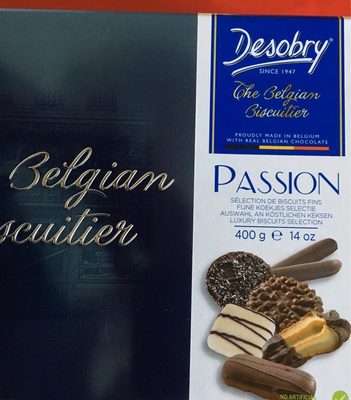 Belgian
scuitier
Desobry®
SINCE 1947
The Belgian
Biscuitier
PROUDLY MADE IN BELGIUM
WITH REAL BELGIAN CHOCOLATE
PASSION
SÉLECTION DE BISCUITS FINS
FIJNE KOEKJES SELECTIE
AUSWAHL AN KÖSTLICHEN KEKSEN
LUXURY BISCUITS SELECTION
400 g ℮ 14 oz
NO ARTIFICIA